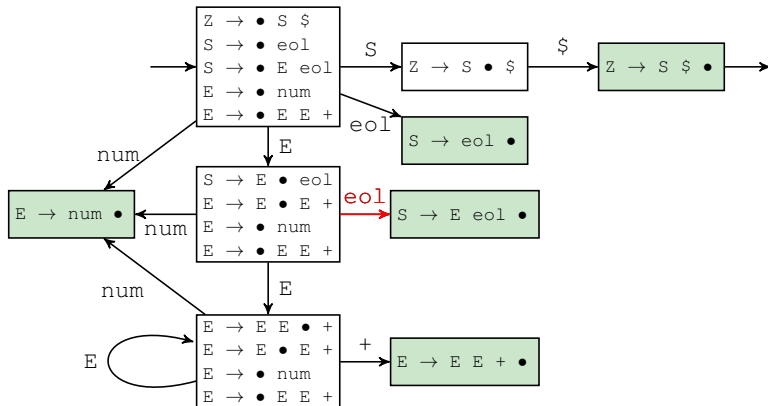 Z → • S $
S → • eol
S → • E eol
E → • num
E → • E E +
S
Z → S • $
$
Z → S $ •
eol
S → eol •
num
E
S → E • eol
E → E • E +
E → • num
E → • E E +
eol
S → E eol •
E → num •
num
num
E
E → E E • +
E → E • E +
E → • num
E → • E E +
E
+
E → E E + •